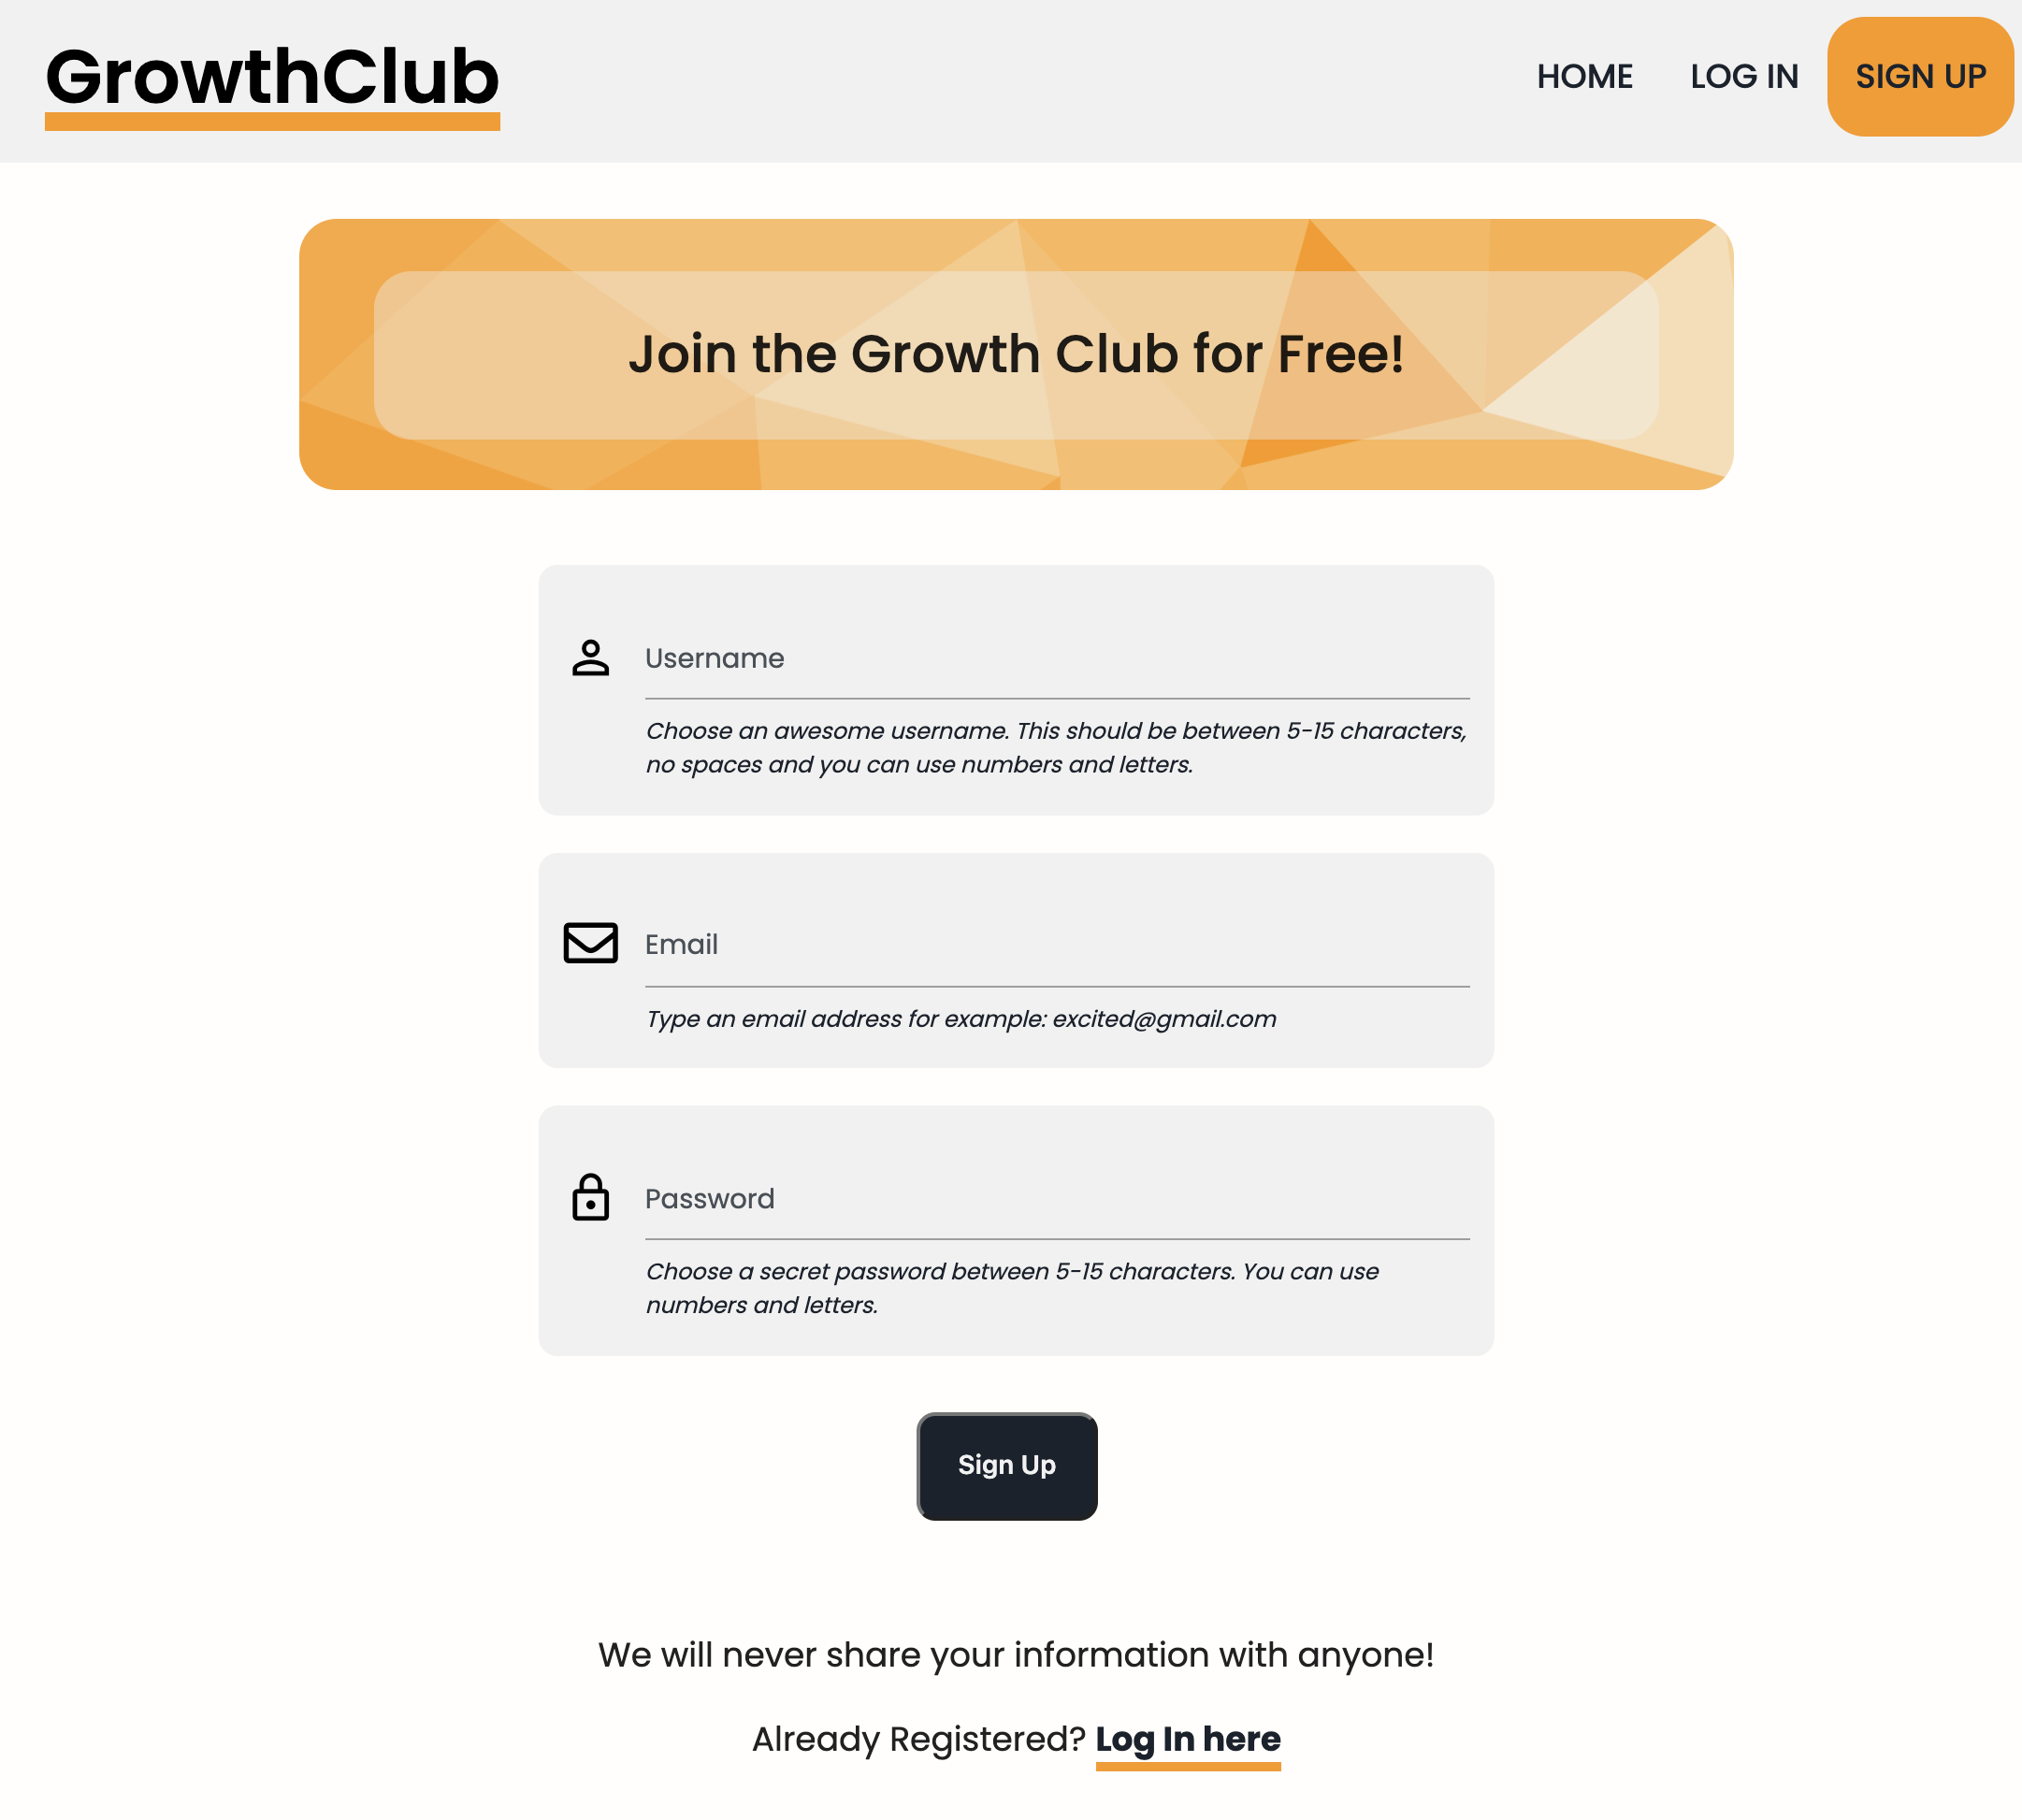 GrowthClub
HOME
LOG IN
SIGN UP
Join the Growth Club for Free!
Username
Choose an awesome username. This should be between 5-15 characters,
no spaces and you can use numbers and letters.
Email
Type an email address for example: excited@gmail.com
Password
Choose a secret password between 5-15 characters. You can use
numbers and letters.
Sign Up
We will never share your information with anyone!
Already Registered? Log In here